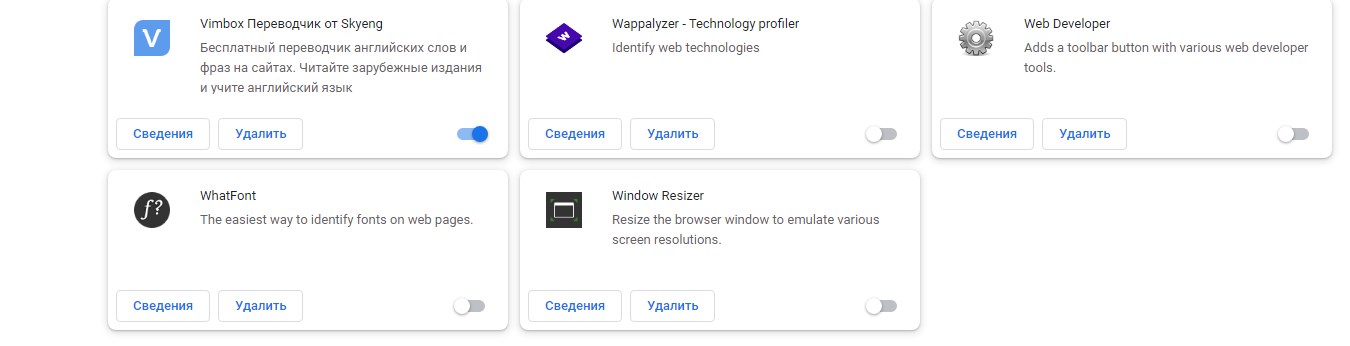 Vimbox Переводчик от Skyeng
Бесплатный переводчик английских слов и
фраз на сайтах. Читайте зарубежные издания
и учите английский язык
Сведения
Удалить
Wappalyzer - Technology profiler
Identify web technologies
Сведения
Удалить
Web Developer
Adds a toolbar button with various web developer
tools.
Сведения
Удалить
f?
WhatFont
The easiest way to identify fonts on web pages.
Сведения
Удалить
Window Resizer
Resize the browser window to emulate various
screen resolutions.
Сведения
Удалить